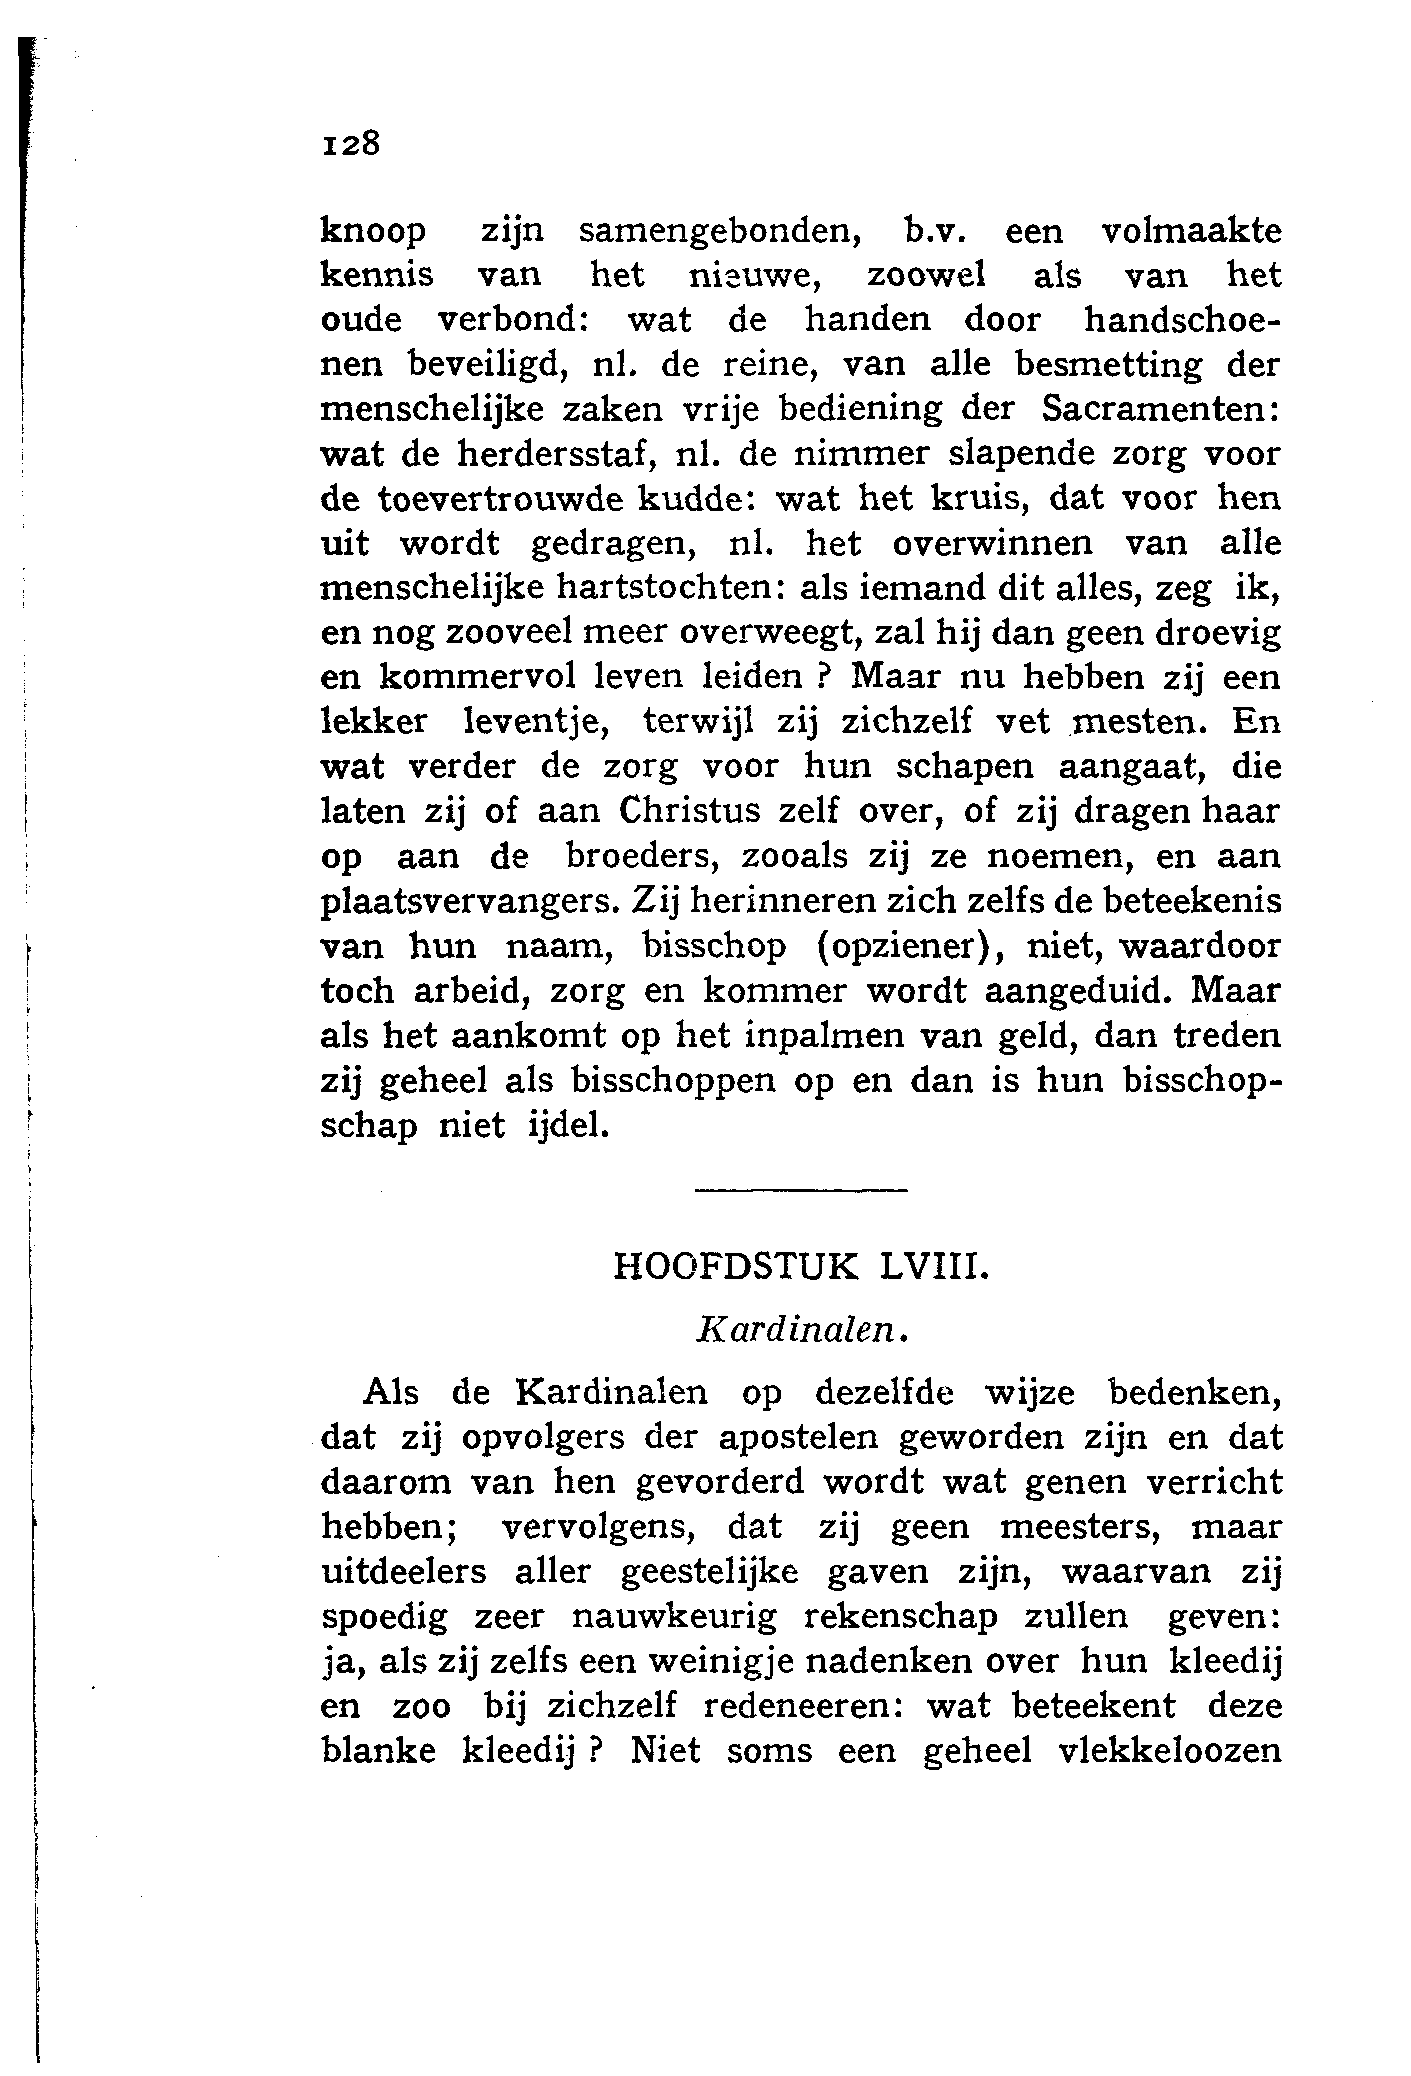 128
knoop zijn samengebonden, b.v. een volmaakte
kennis van het nieuwe, zoowel als van het
oude verbond: wat de handen door handschoe-
nen beveiligd, nl. de reine, van alle besmetting der
menschelijke zaken vrije bediening der Sacramenten:
wat de herdersstaf, nl. de nimmer slapende zorg voor
de toevertrouwde kudde: wat het kruis, dat voor hen
uit wordt gedragen, nl. het overwinnen van alle
menschelijke hartstochten: als iemand dit alles, zeg ik,
en nog zooveel meer overweegt, zal hij dan geen droevig
en kommervol leven leiden ? Maar nu hebben zij een
lekker leventje, terwijl zij zichzelf vet mesten. En
wat verder de zorg voor hun schapen aangaat, die
laten zij of aan Christus zelf over, of zij dragen haar
op aan de broeders, zooals zij ze noemen, en aan
plaatsvervangers. Zij herinneren zich zelfs de beteekenis
van hun naam, bisschop (opziener), niet, waardoor
toch arbeid, zorg en kommer wordt aangeduid. Maar
als het aankomt op het inpalmen van geld, dan treden
zij geheel als bisschoppen op en dan is hun bisschop-
schap niet ijdel.
HOOFDSTUK LVIII.
Kardinalen.
Als de Kardinalen op dezelfde wijze bedenken,
dat zij opvolgers der apostelen geworden zijn en dat
daarom van hen gevorderd wordt wat genen verricht
hebben; vervolgens, dat zij geen meesters, maar
uitdeelers aller geestelijke gaven zijn, waarvan zij
spoedig zeer nauwkeurig rekenschap zullen geven:
ja, als zij zelfs een weinigje nadenken over hun kleedij
en zoo bij zichzelf redeneeren: wat beteekent deze
blanke kleedij ? Niet soms een geheel vlekkeloozen